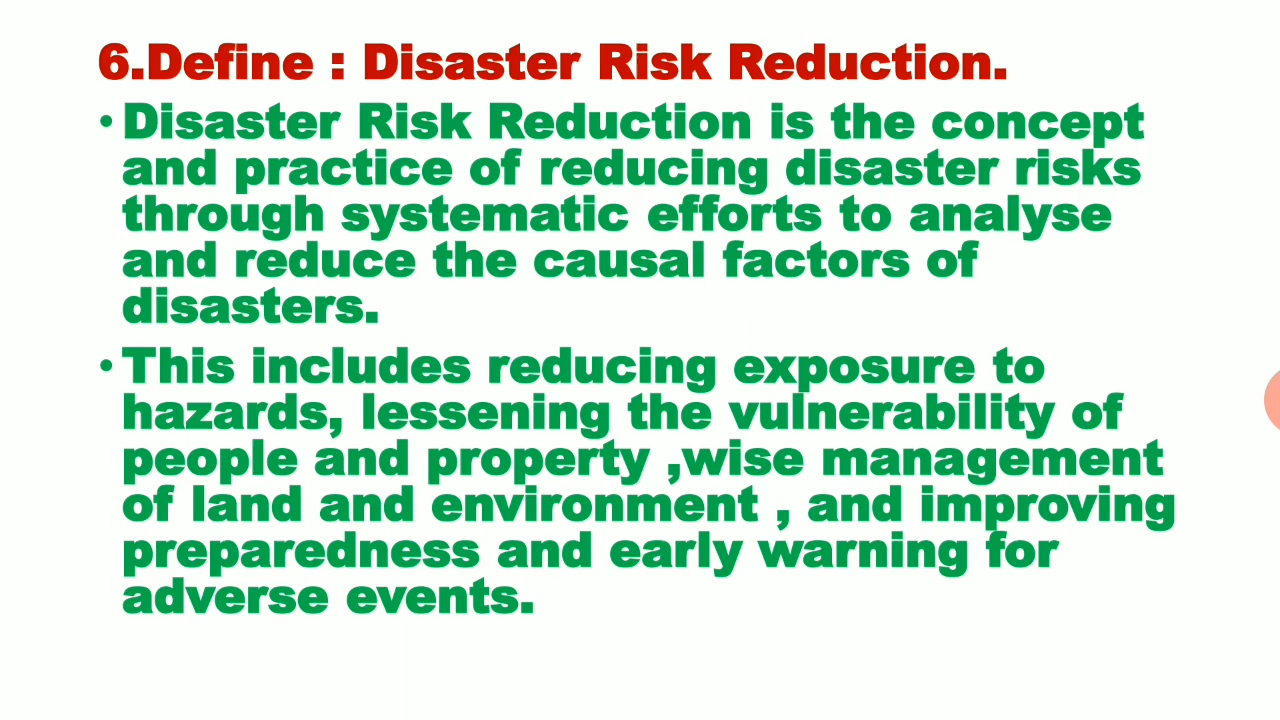 6.Define : Disaster Risk Reduction.
• Disaster Risk Reduction is the concept
and practice of reducing disaster risks
through systematic efforts to analyse
and reduce the causal factors of
disasters.
• This includes reducing exposure to
hazards, lessening the vulnerability of
people and property ,wise management
of land and environment , and improving
preparedness and early warning for
adverse events.